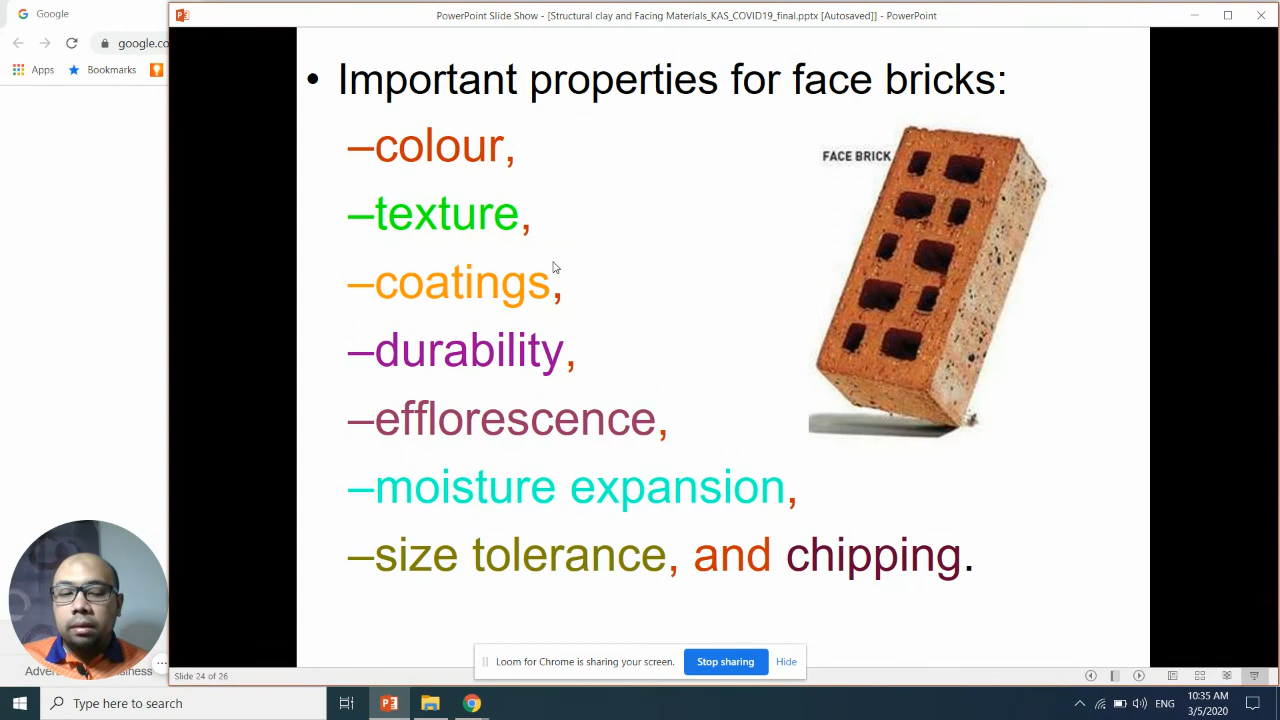 Google
PowerPoint Slide Show - [Structural clay and Facing Materials_KAS_COVID19_final.pptx [Autosaved]] - PowerPoint
google.co
Apps
Bookmarks
• Important properties for face bricks:
–colour,
–texture,
–coatings,
–durability,
–efflorescence,
–moisture expansion,
–size tolerance, and chipping.
FACE BRICK
Loom for Chrome is sharing your screen.
Stop sharing
Hide
Slide 24 of 26
Type here to search
ENG
10:35 AM
3/5/2020